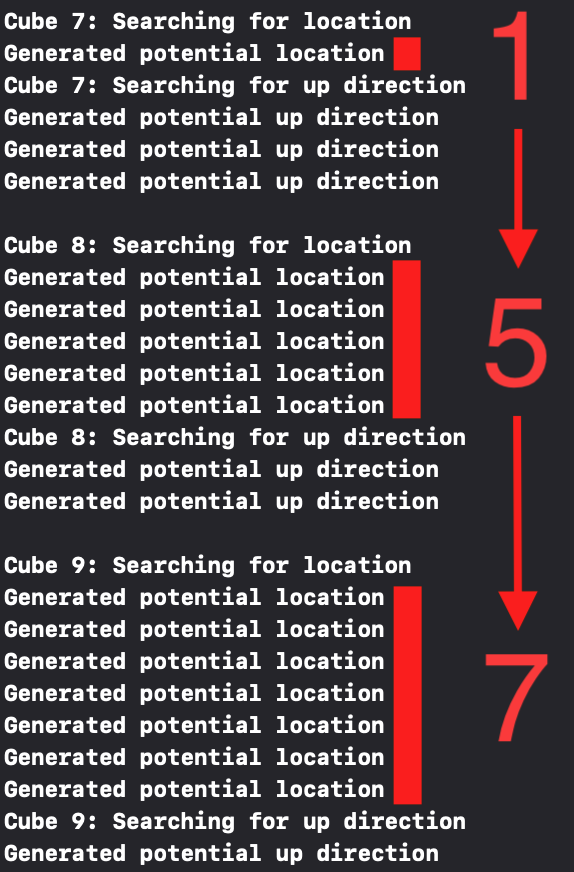 Cube 7: Searching for location
Generated potential location
Cube 7: Searching for up direction
Generated potential up direction
Generated potential up direction
Generated potential up direction
1
Cube 8: Searching for location
Generated potential location
Generated potential location
Generated potential location
Generated potential location
Generated potential location
Cube 8: Searching for up direction
Generated potential up direction
Generated potential up direction
5
Cube 9: Searching for location
Generated potential location
Generated potential location
Generated potential location
Generated potential location
Generated potential location
Generated potential location
Generated potential location
Cube 9: Searching for up direction
Generated potential up direction
7